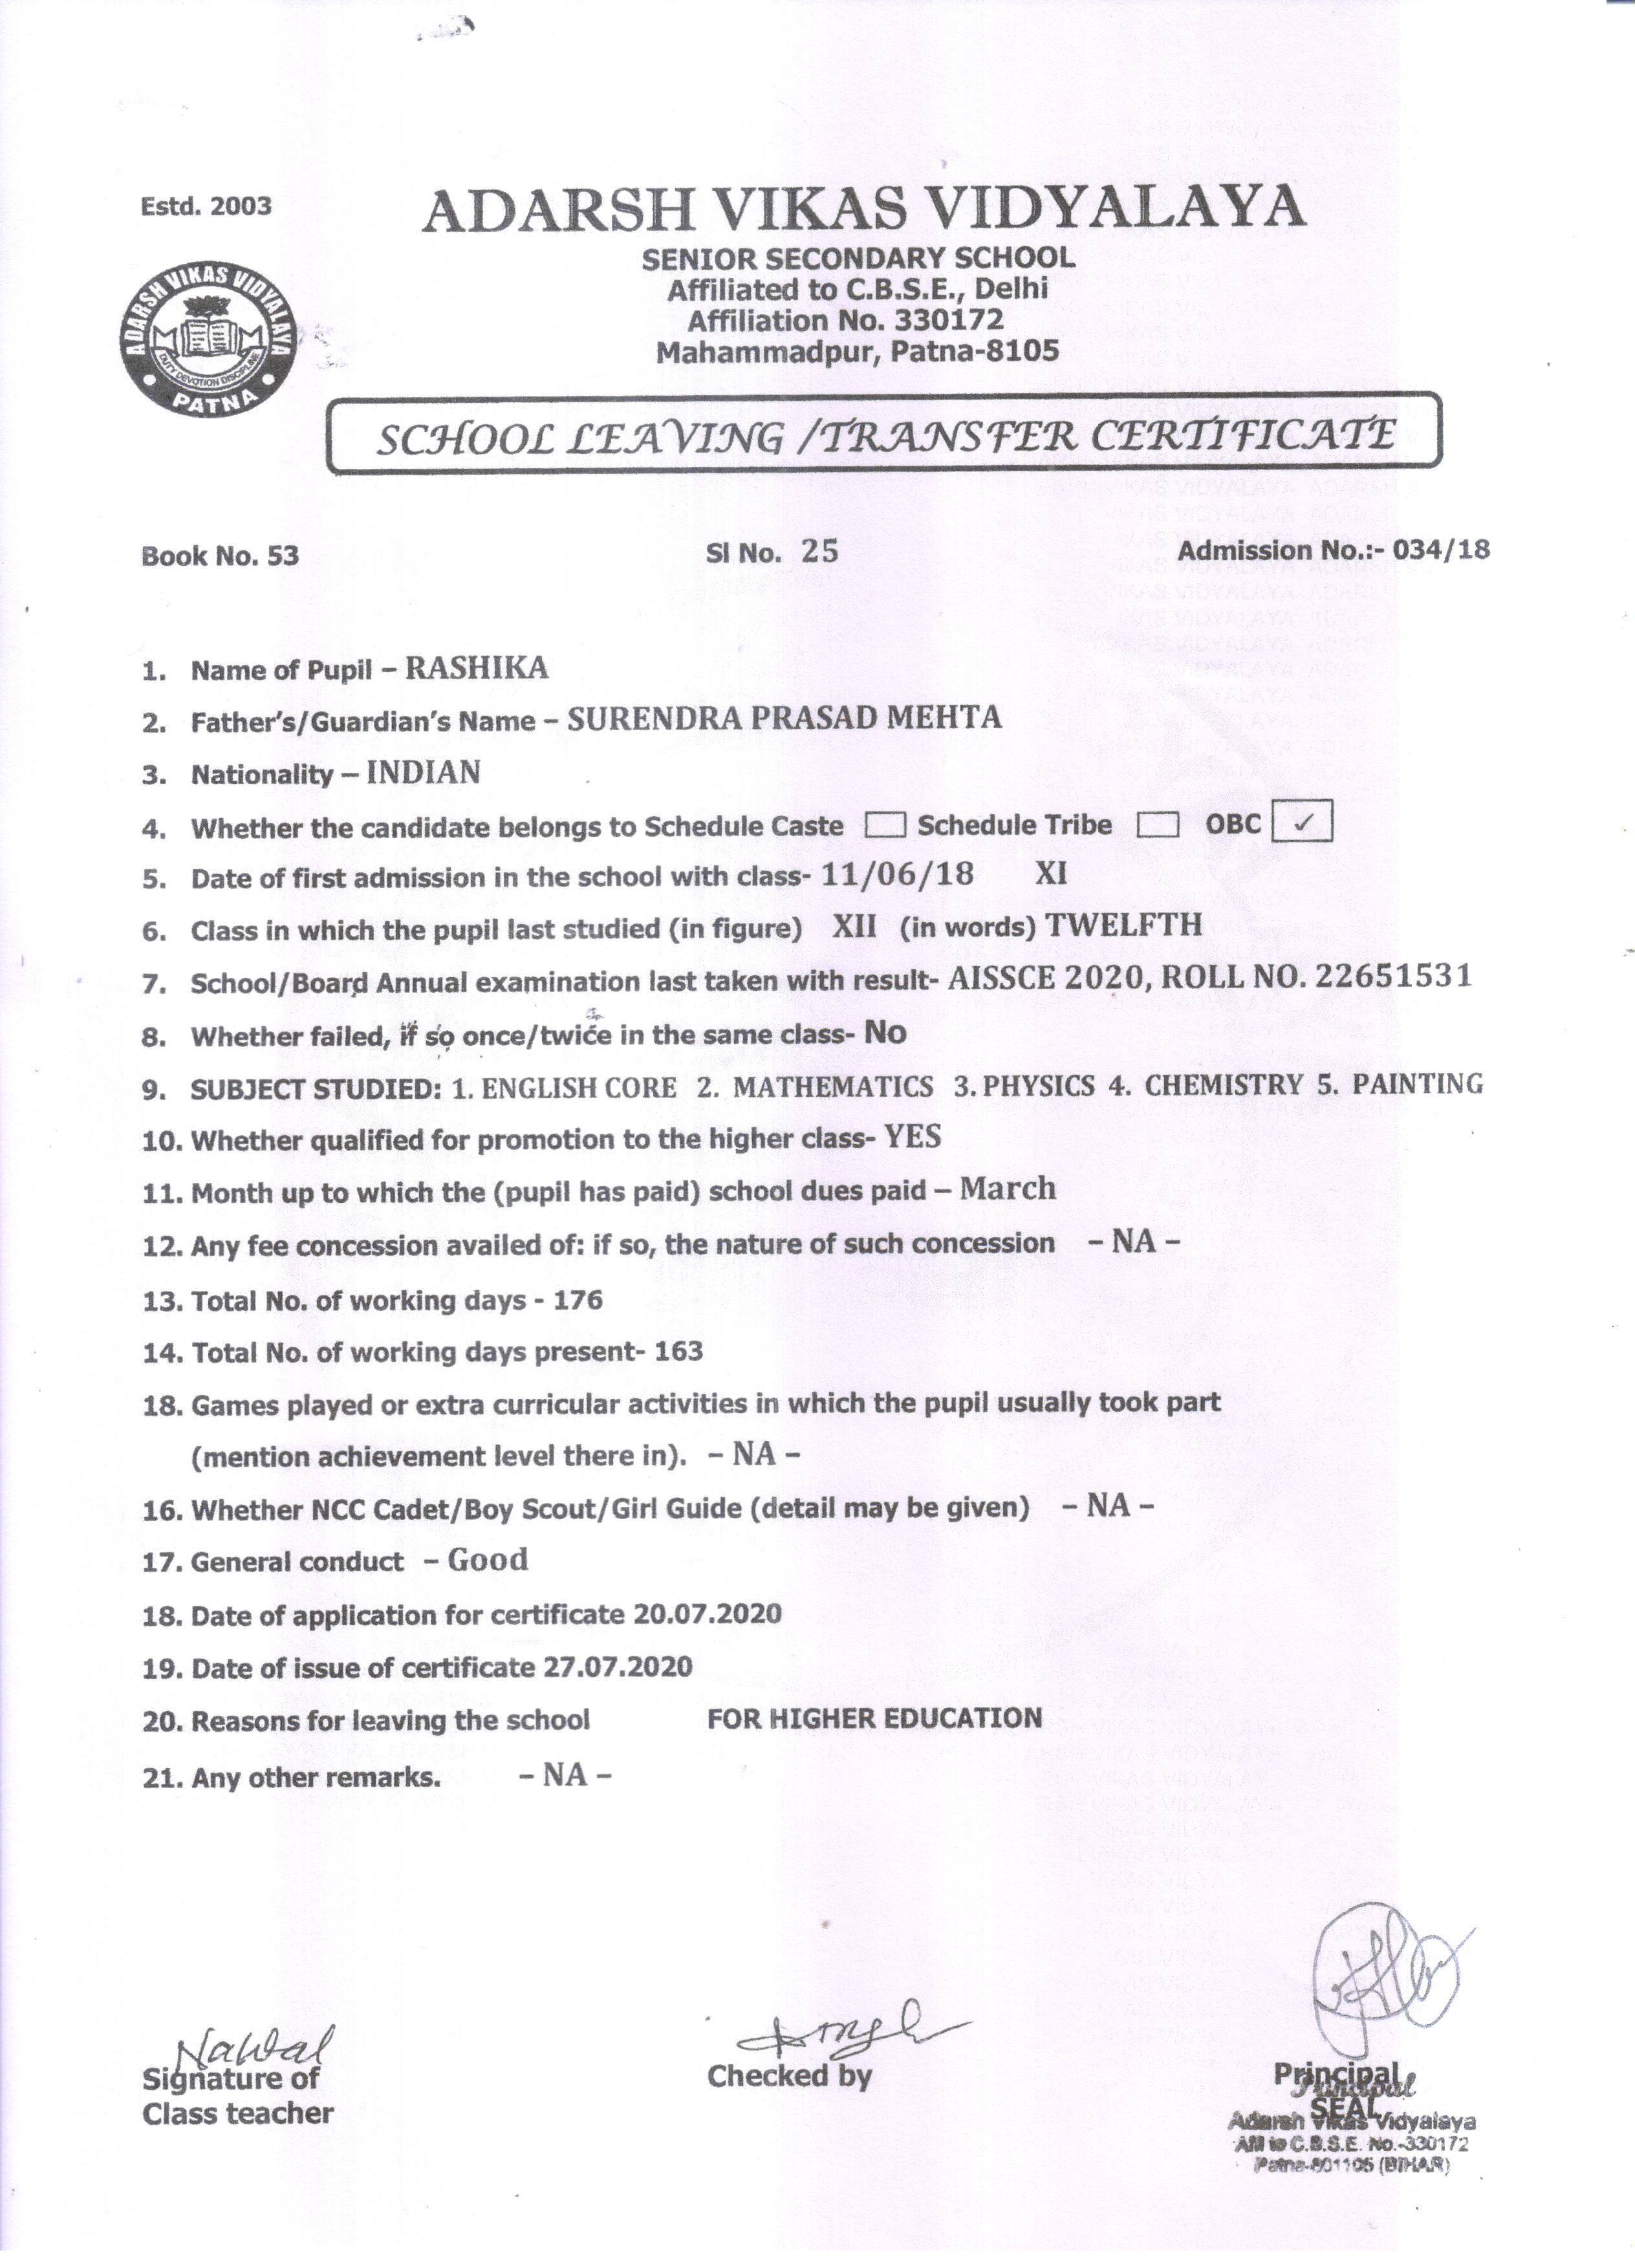 Estd. 2003
ADARSH VIKAS VIDYALAYA
SENIOR SECONDARY SCHOOL
Affiliated to C.B.S.E., Delhi
Affiliation No. 330172
Mahammadpur, Patna-8105
ADARSH VIKAS VIDYALAYA
DUTY DEVOTION DISCIPLINE
PATNA
SCHOOL LEAVING /TRANSFER CERTIFICATE
Book No. 53 Sl No. 25 Admission No.:- 034/18
1. Name of Pupil – RASHIKA
2. Father's/Guardian's Name – SURENDRA PRASAD MEHTA
3. Nationality – INDIAN
4. Whether the candidate belongs to Schedule Caste Schedule Tribe OBC ✓
5. Date of first admission in the school with class- 11/06/18 XI
6. Class in which the pupil last studied (in figure) XII (in words) TWELFTH
7. School/Board Annual examination last taken with result- AISSCE 2020, ROLL NO. 22651531
8. Whether failed, if so once/twice in the same class- No
9. SUBJECT STUDIED: 1. ENGLISH CORE 2. MATHEMATICS 3. PHYSICS 4. CHEMISTRY 5. PAINTING
10. Whether qualified for promotion to the higher class- YES
11. Month up to which the (pupil has paid) school dues paid – March
12. Any fee concession availed of: if so, the nature of such concession – NA –
13. Total No. of working days - 176
14. Total No. of working days present- 163
18. Games played or extra curricular activities in which the pupil usually took part
(mention achievement level there in). – NA –
16. Whether NCC Cadet/Boy Scout/Girl Guide (detail may be given) – NA –
17. General conduct – Good
18. Date of application for certificate 20.07.2020
19. Date of issue of certificate 27.07.2020
20. Reasons for leaving the school FOR HIGHER EDUCATION
21. Any other remarks. – NA –
Nawal
Signature of
Class teacher
Checked by
Principal
Principal
SEAL
Adarsh Vikas Vidyalaya
Affi to C.B.S.E. No.-330172
Patna-801105 (BIHAR)